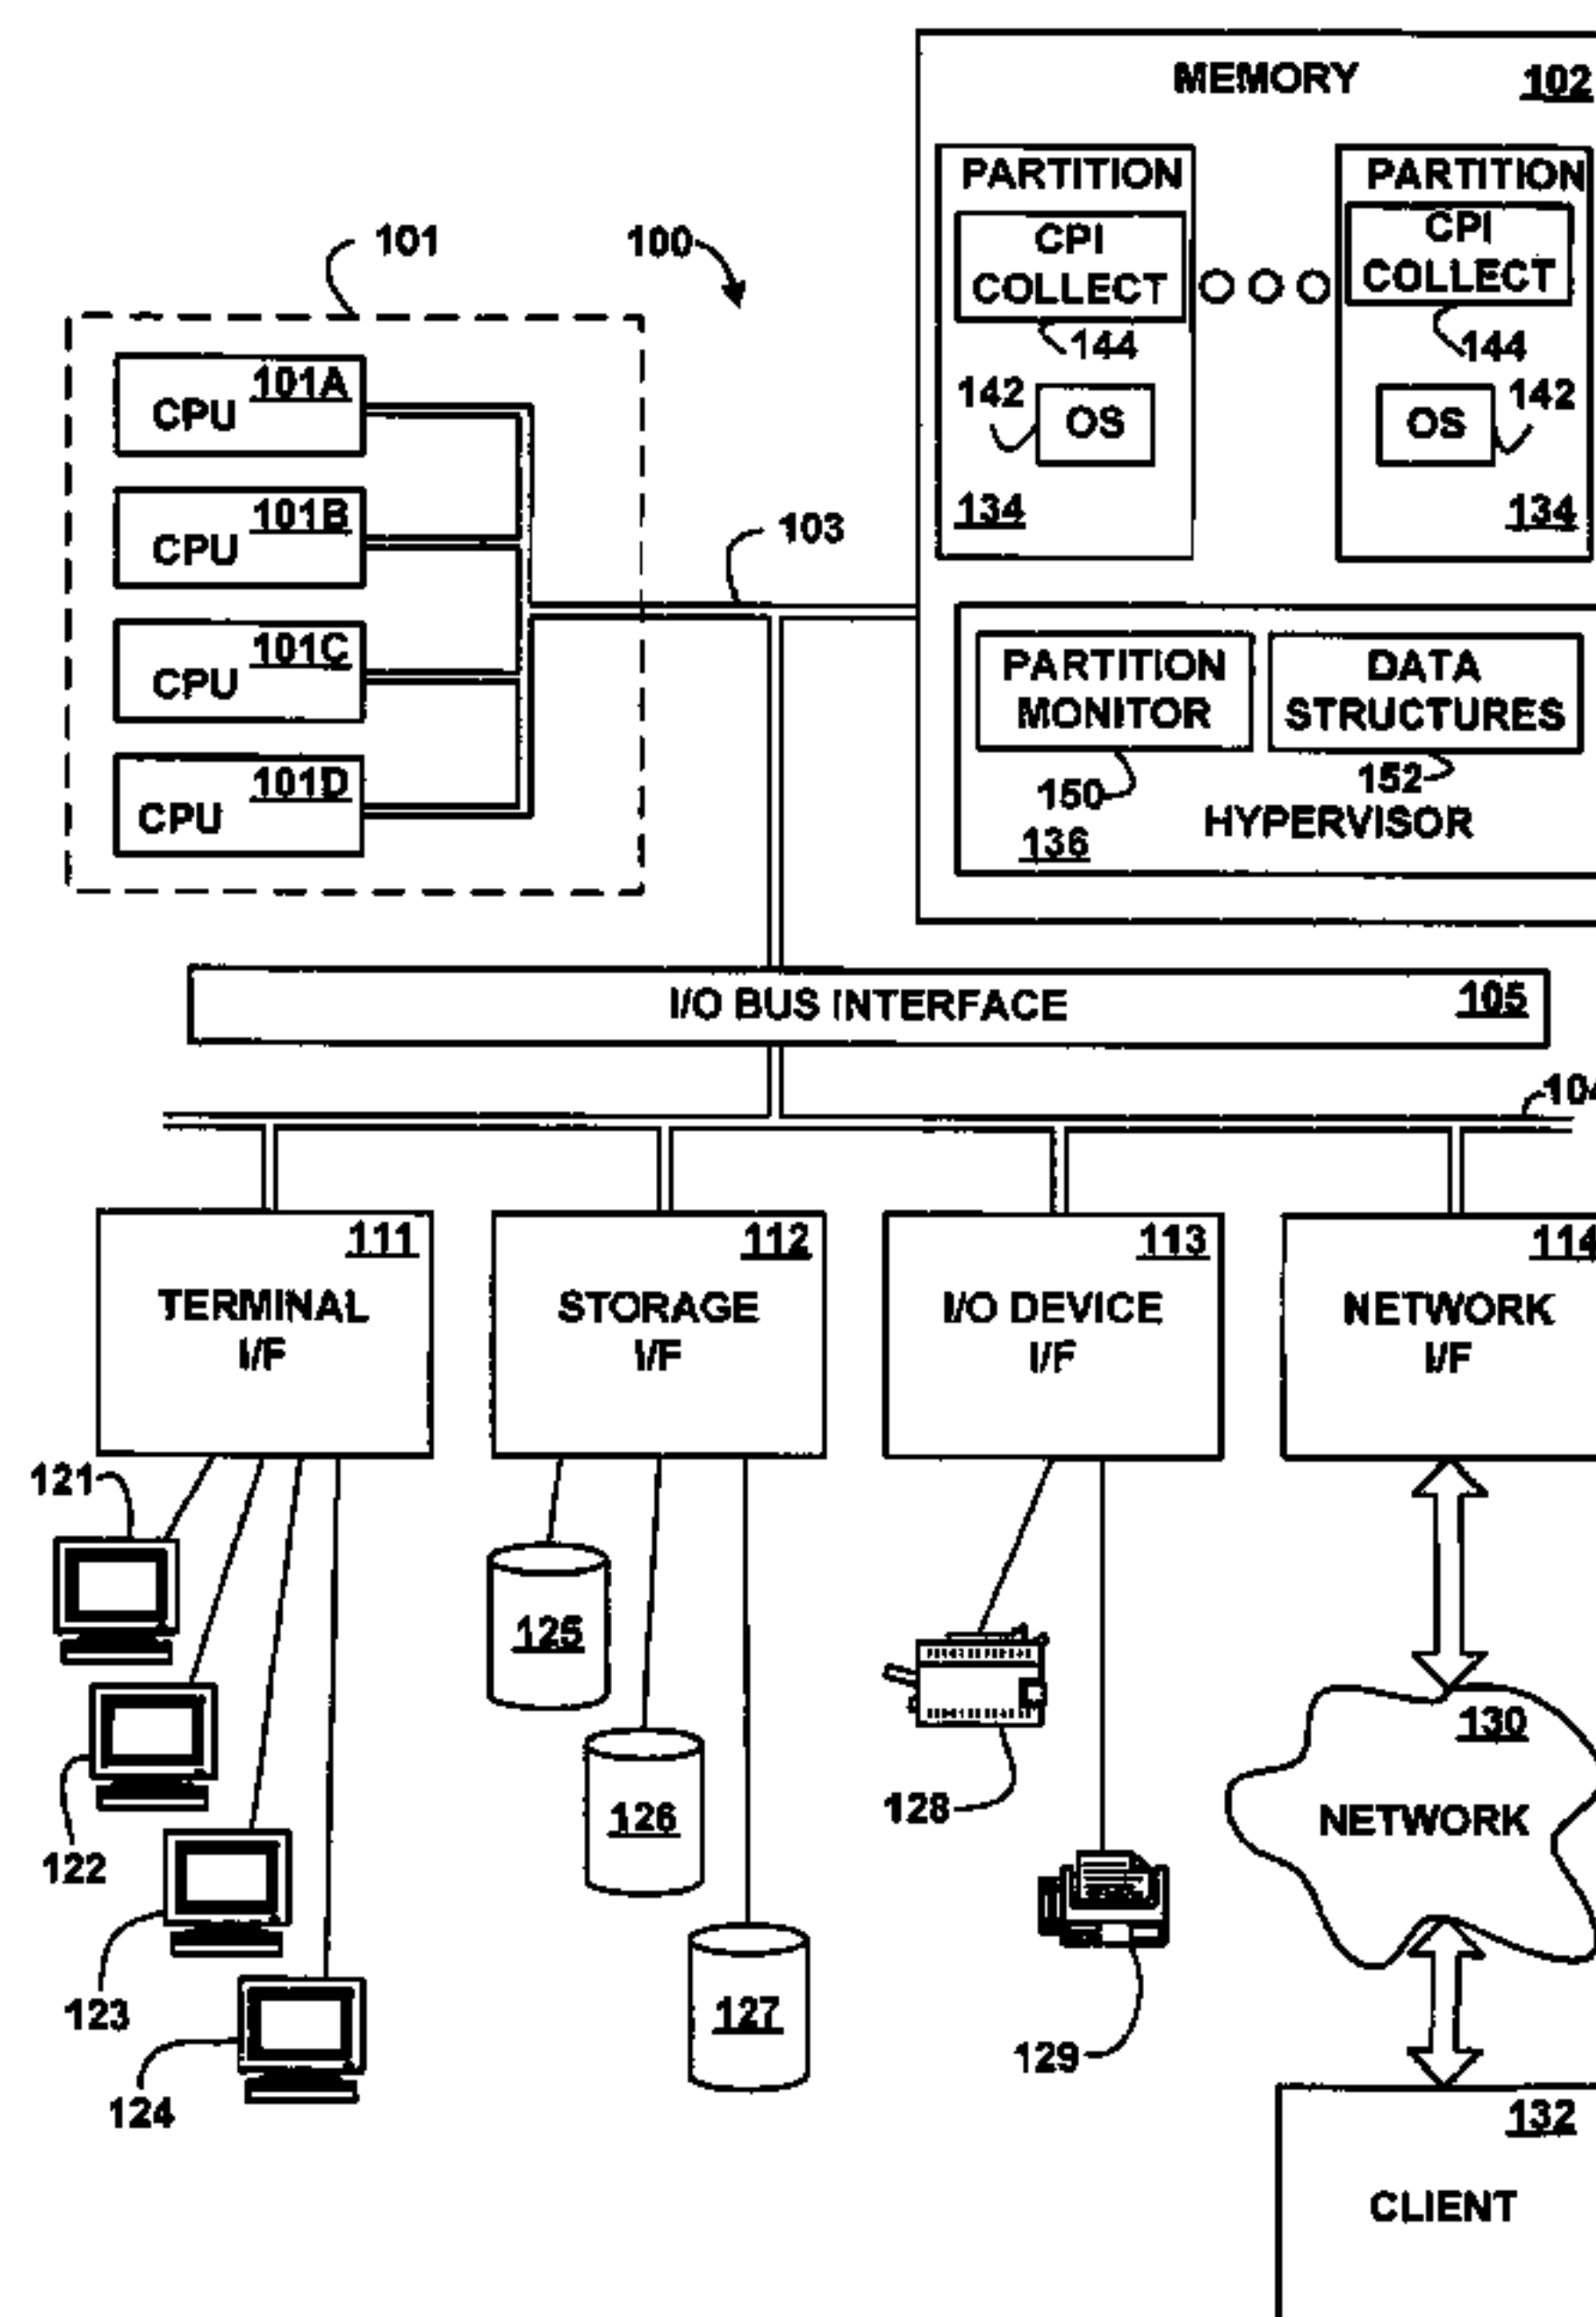 MEMORY 102
PARTITION PARTITION
CPI CPI
COLLECT COLLECT
144 144
142 142
OS OS
134 134
101 100
101A
CPU
101B
CPU
101C
CPU
101D
CPU
103
PARTITION DATA
MONITOR STRUCTURES
150 152
HYPERVISOR
136
I/O BUS INTERFACE 105
104
111 112 113 114
TERMINAL STORAGE I/O DEVICE NETWORK
I/F I/F I/F I/F
121
122
123
124
125
126
127
128
129
130
NETWORK
132
CLIENT